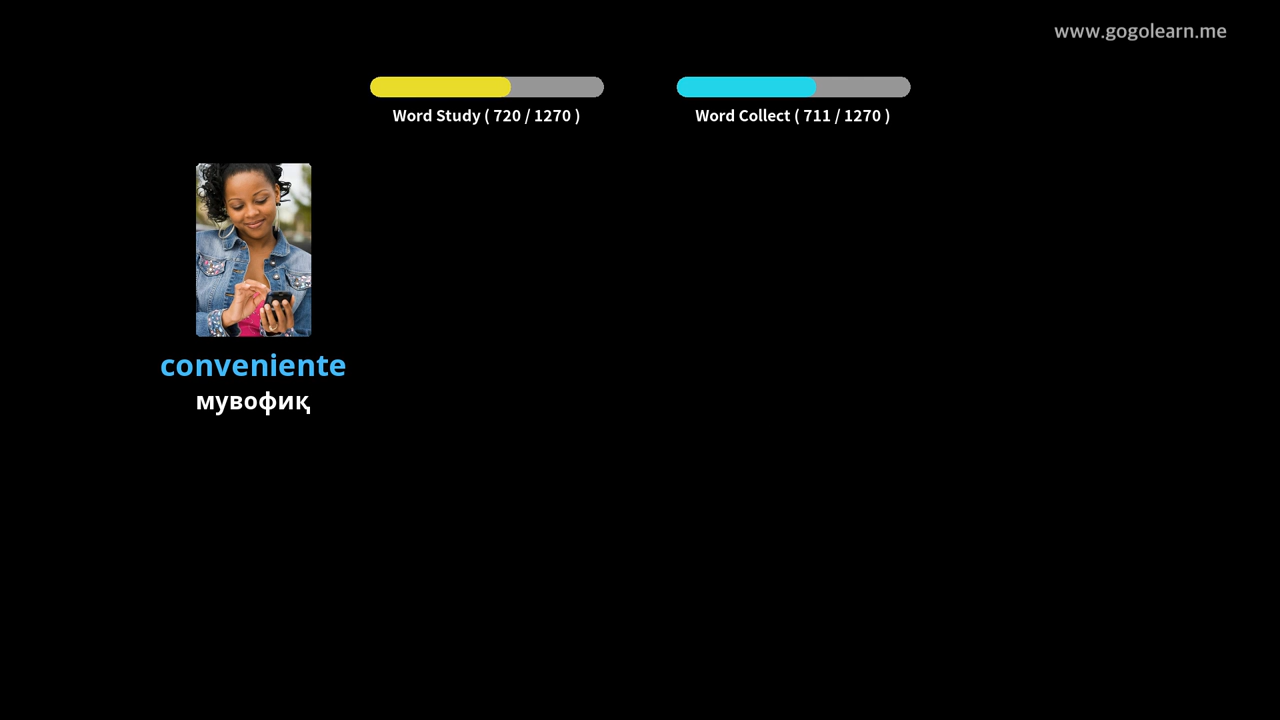 www.gogolearn.me
Word Study ( 720 / 1270 )
Word Collect ( 711 / 1270 )
conveniente
мувофиқ